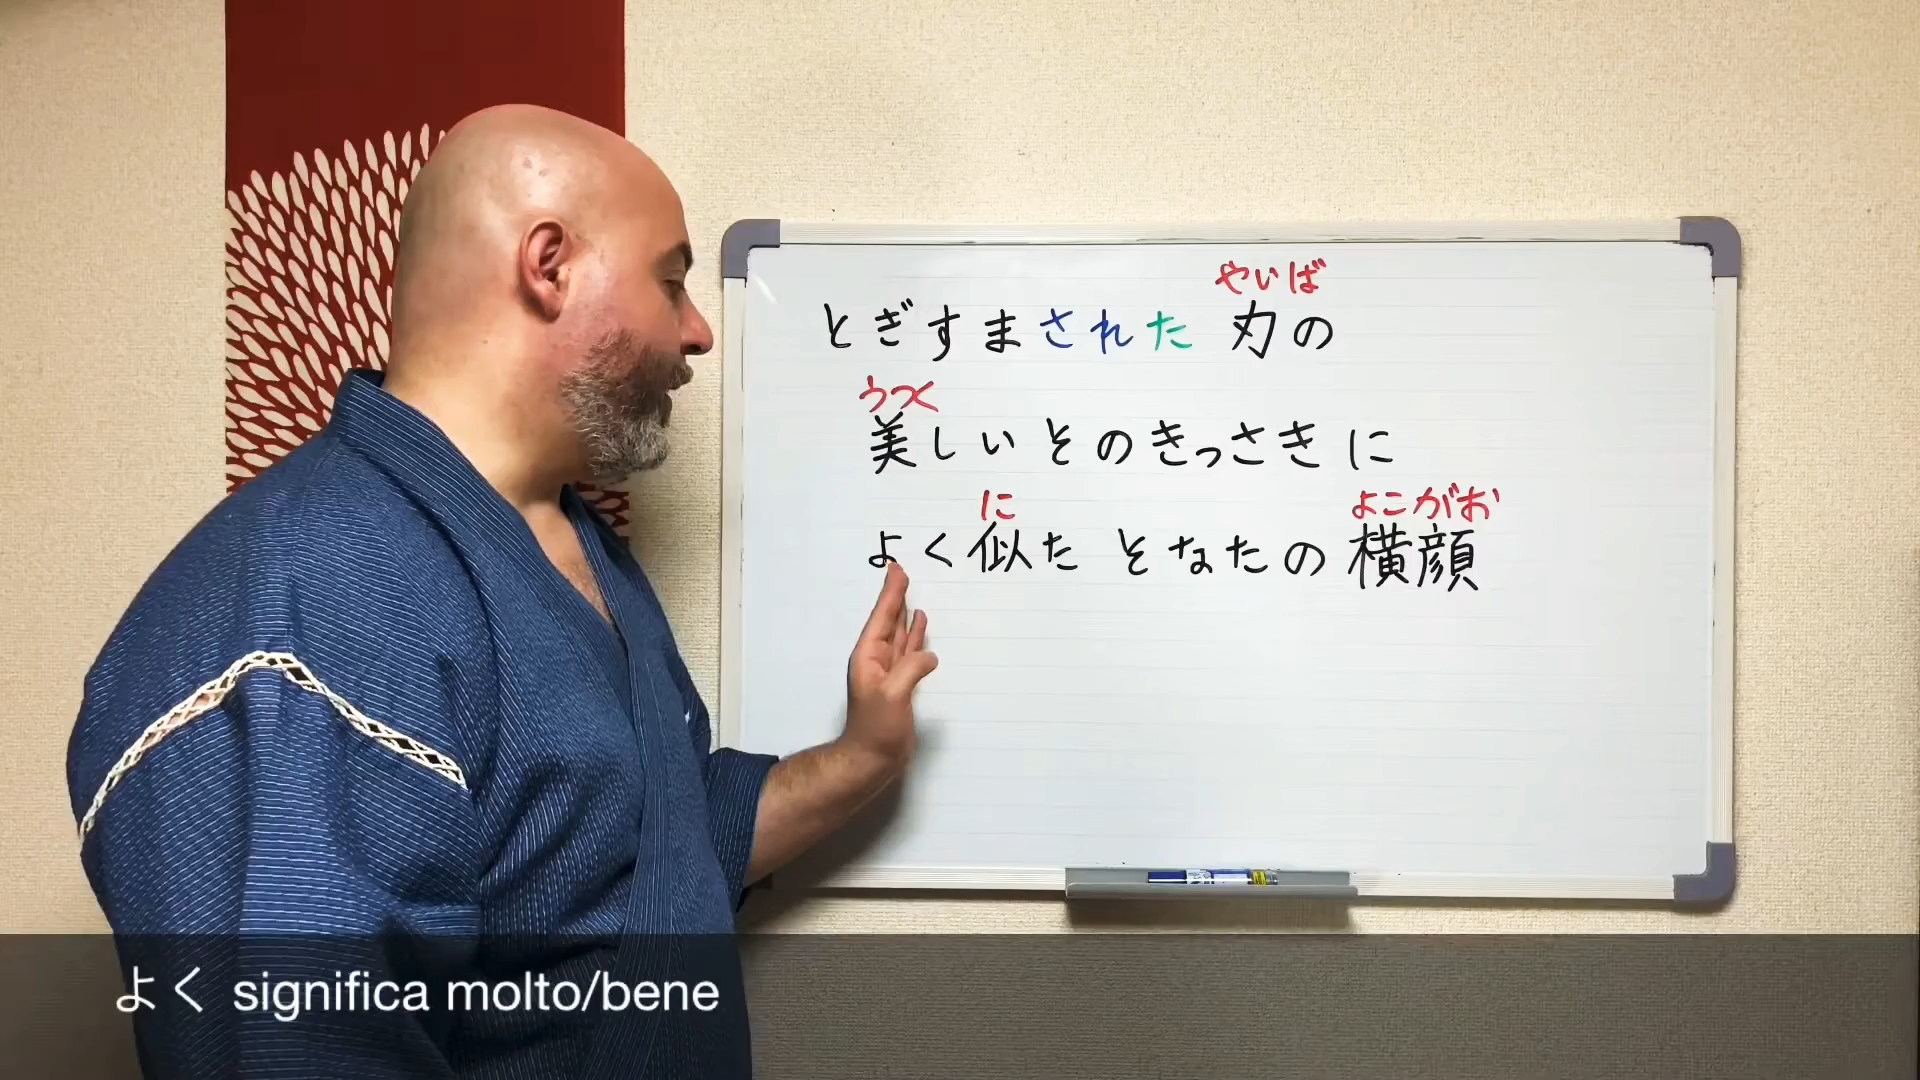 やいば
とぎすまされた 刃の
うつく
美しいそのきっさきに
に よこがお
よく似た そなたの横顔
よく significa molto/bene